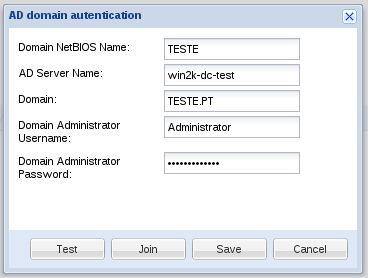 AD domain autentication
Domain NetBIOS Name: TESTE
AD Server Name: win2k-dc-test
Domain: TESTE.PT
Domain Administrator
Username: Administrator
Domain Administrator
Password: •••••••••••••
Test Join Save Cancel